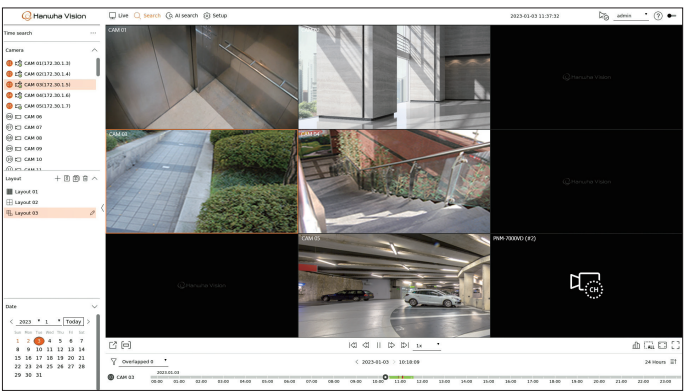 Hanwha Vision
Live Search AI search Setup
2023-01-03 11:37:32
admin
?
Time search
Camera
CAM 01(172.30.1.3)
CAM 02(172.30.1.4)
CAM 03(172.30.1.5)
CAM 04(172.30.1.6)
CAM 05(172.30.1.7)
06 CAM 06
07 CAM 07
08 CAM 08
09 CAM 09
10 CAM 10
11 CAM 11
Layout
Layout 01
Layout 02
Layout 03
Date
2023 1 Today
Sun Mon Tue Wed Thu Fri Sat
1 2 3 4 5 6 7
8 9 10 11 12 13 14
15 16 17 18 19 20 21
22 23 24 25 26 27 28
29 30 31
CAM 01
Hanwha Vision
CAM 03
CAM 04
Hanwha Vision
Hanwha Vision
CAM 05
PNM-7000VD (#2)
CH
1x
ALL
Overlapped 0
2023-01-03 10:18:09
24 Hours
CAM 03
2023.01.03
00:00 01:00 02:00 03:00 04:00 05:00 06:00 07:00 08:00 09:00 10:00 11:00 12:00 13:00 14:00 15:00 16:00 17:00 18:00 19:00 20:00 21:00 22:00 23:00